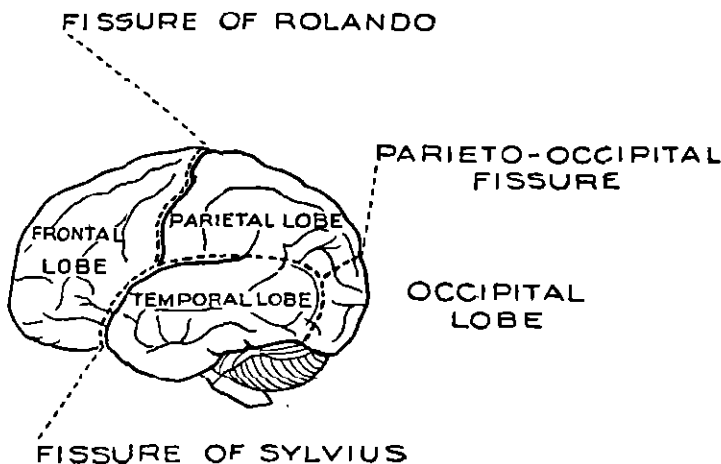 FISSURE OF ROLANDO
PARIETO-OCCIPITAL
FISSURE
PARIETAL LOBE
FRONTAL
LOBE
TEMPORAL LOBE
OCCIPITAL
LOBE
FISSURE OF SYLVIUS